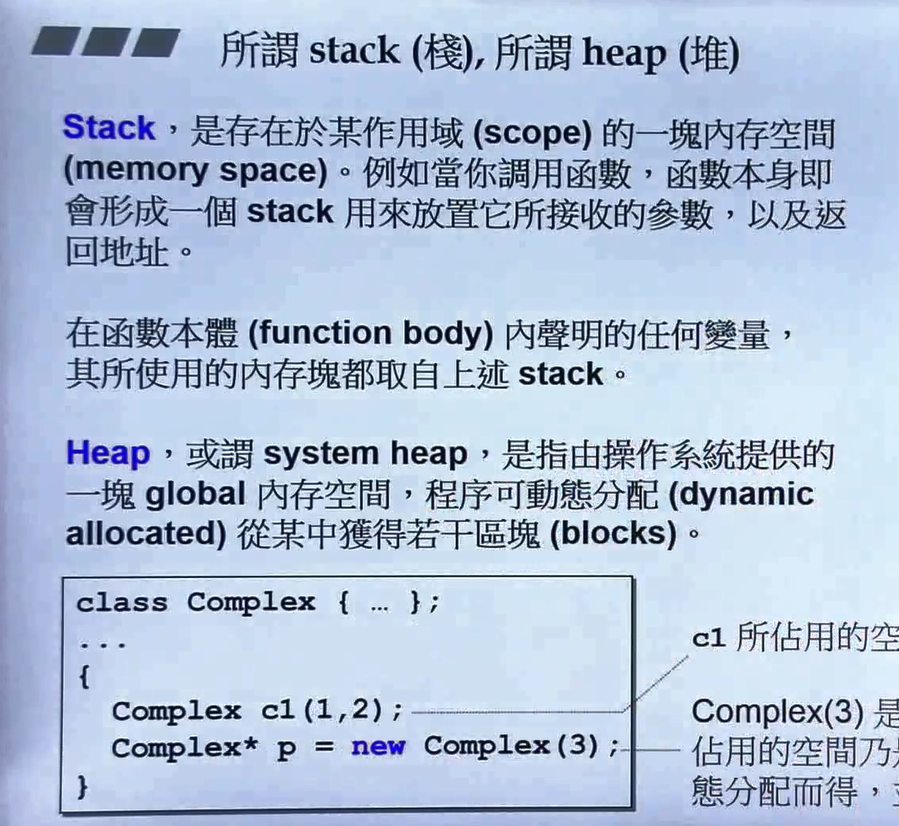 所謂 stack (棧), 所謂 heap (堆)
Stack,是存在於某作用域 (scope) 的一塊內存空間
(memory space)。例如當你調用函數,函數本身即
會形成一個 stack 用來放置它所接收的參數,以及返
回地址。
在函數本體 (function body) 內聲明的任何變量,
其所使用的內存塊都取自上述 stack。
Heap,或謂 system heap,是指由操作系統提供的
一塊 global 內存空間,程序可動態分配 (dynamic
allocated) 從某中獲得若干區塊 (blocks)。
class Complex { … };
...
{
Complex c1(1,2);
Complex* p = new Complex(3);
}
c1 所佔用的空
Complex(3) 是
佔用的空間乃
態分配而得,